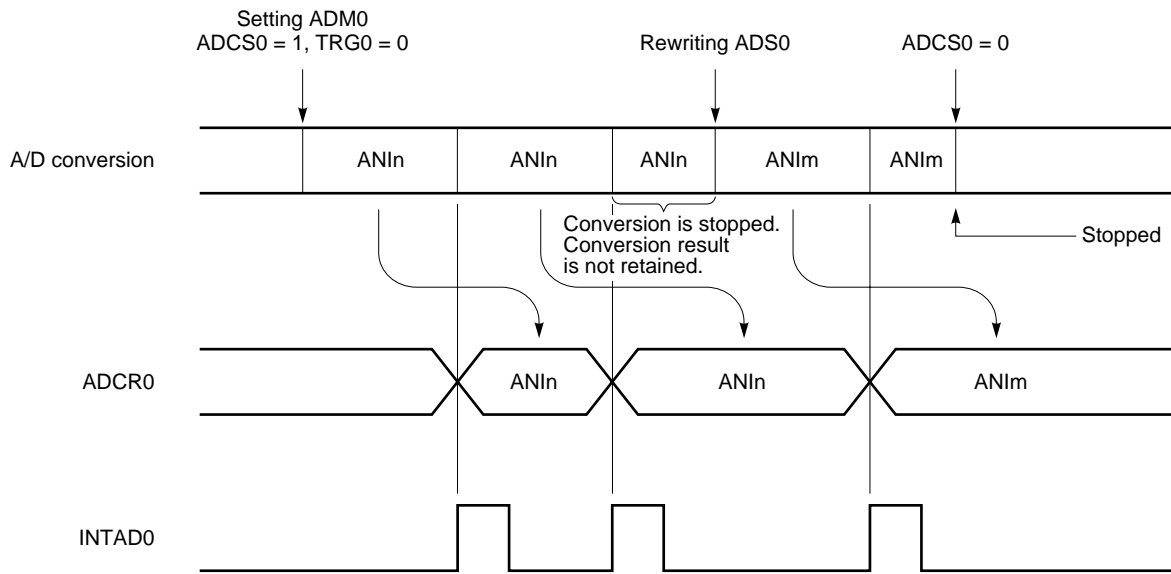 Setting ADM0
ADCS0 = 1, TRG0 = 0
Rewriting ADS0
ADCS0 = 0
A/D conversion
ANIn
ANIn
ANIn
ANIm
ANIm
Conversion is stopped.
Conversion result
is not retained.
Stopped
ADCR0
ANIn
ANIn
ANIm
INTAD0